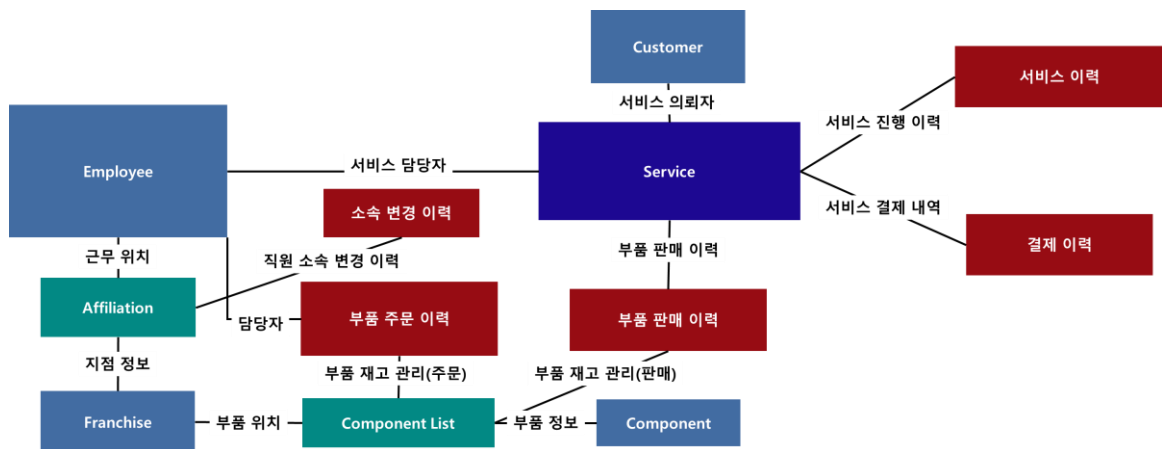 Customer
서비스 이력
서비스 의뢰자
서비스 진행 이력
Employee
서비스 담당자
Service
소속 변경 이력
서비스 결제 내역
근무 위치
직원 소속 변경 이력
부품 판매 이력
결제 이력
Affiliation
담당자
부품 주문 이력
부품 판매 이력
지점 정보
부품 재고 관리(주문)
부품 재고 관리(판매)
Franchise
부품 위치
Component List
부품 정보
Component